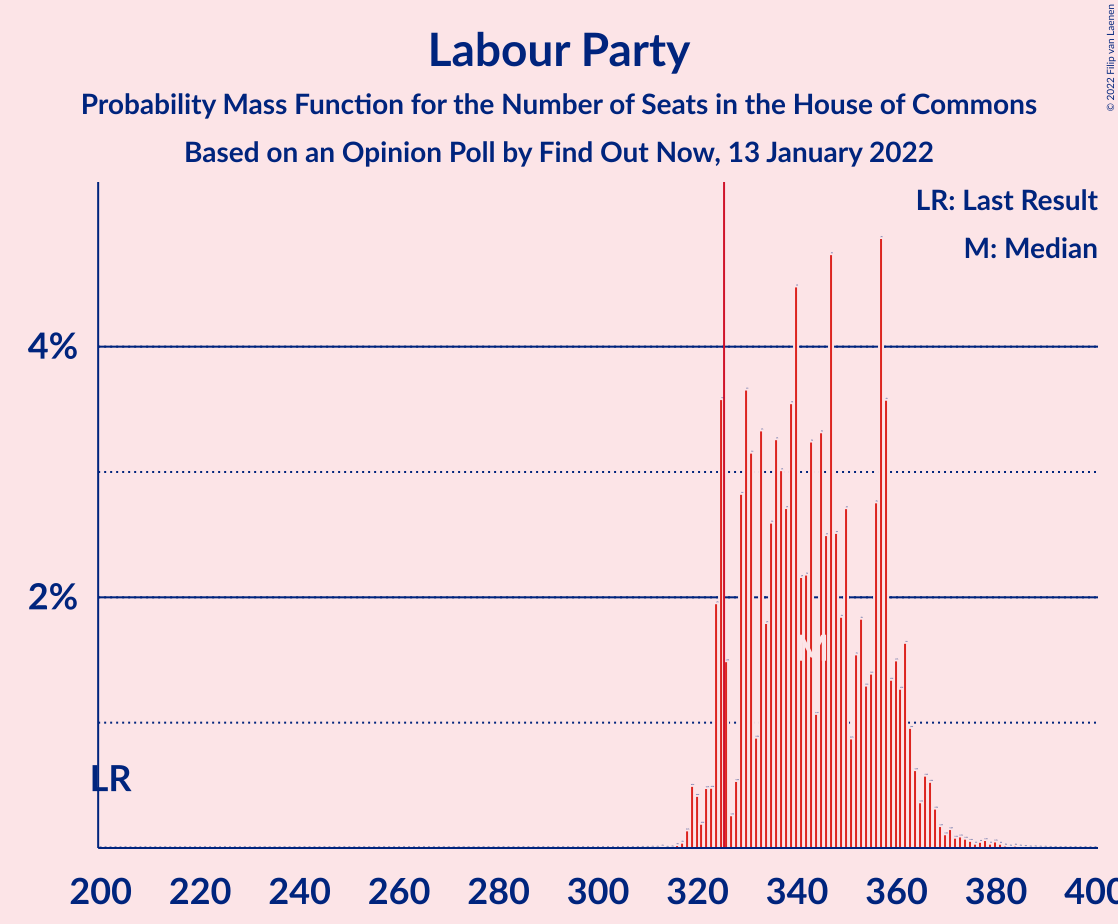 Labour Party
Probability Mass Function for the Number of Seats in the House of Commons
Based on an Opinion Poll by Find Out Now, 13 January 2022
© 2022 Filip van Laenen
LR: Last Result
M: Median
4%
2%
M
LR
200 220 240 260 280 300 320 340 360 380 400